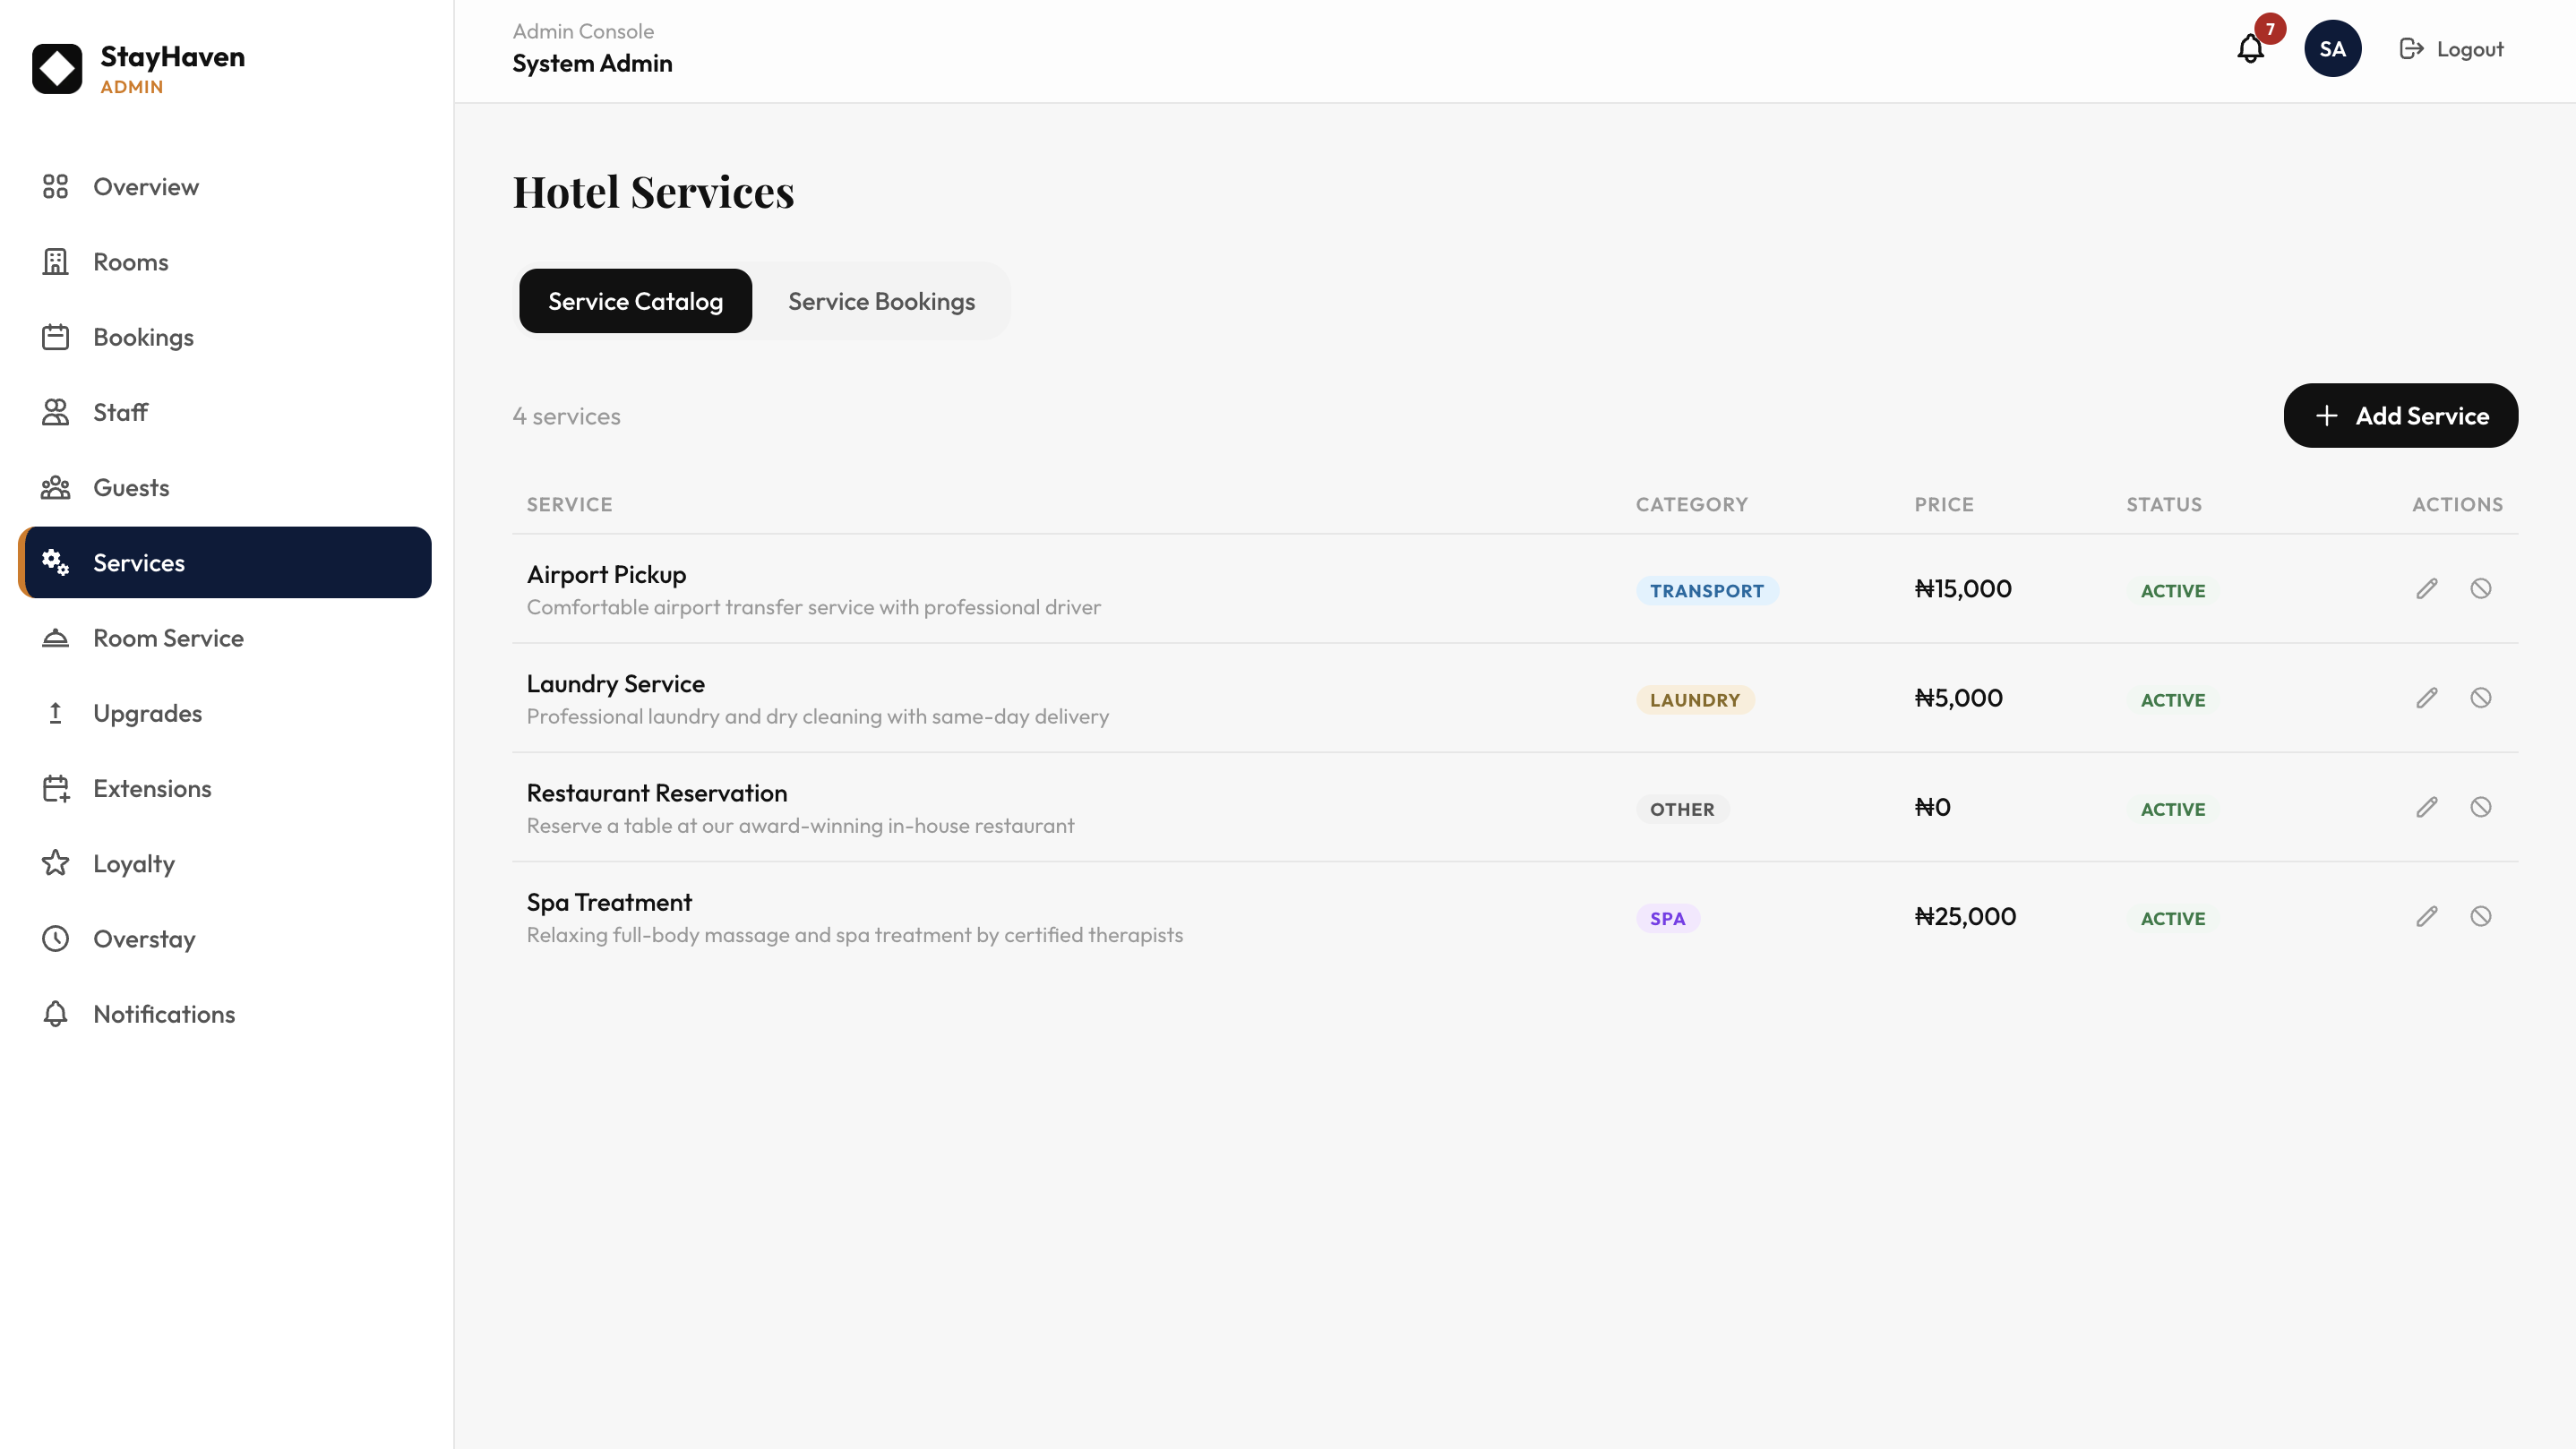 StayHaven
ADMIN
Overview
Rooms
Bookings
Staff
Guests
Services
Room Service
Upgrades
Extensions
Loyalty
Overstay
Notifications
Admin Console
System Admin
7
SA
Logout
Hotel Services
Service Catalog
Service Bookings
4 services
Add Service
SERVICE CATEGORY PRICE STATUS ACTIONS
Airport Pickup
Comfortable airport transfer service with professional driver
TRANSPORT
₦15,000
ACTIVE
Laundry Service
Professional laundry and dry cleaning with same-day delivery
LAUNDRY
₦5,000
ACTIVE
Restaurant Reservation
Reserve a table at our award-winning in-house restaurant
OTHER
₦0
ACTIVE
Spa Treatment
Relaxing full-body massage and spa treatment by certified therapists
SPA
₦25,000
ACTIVE